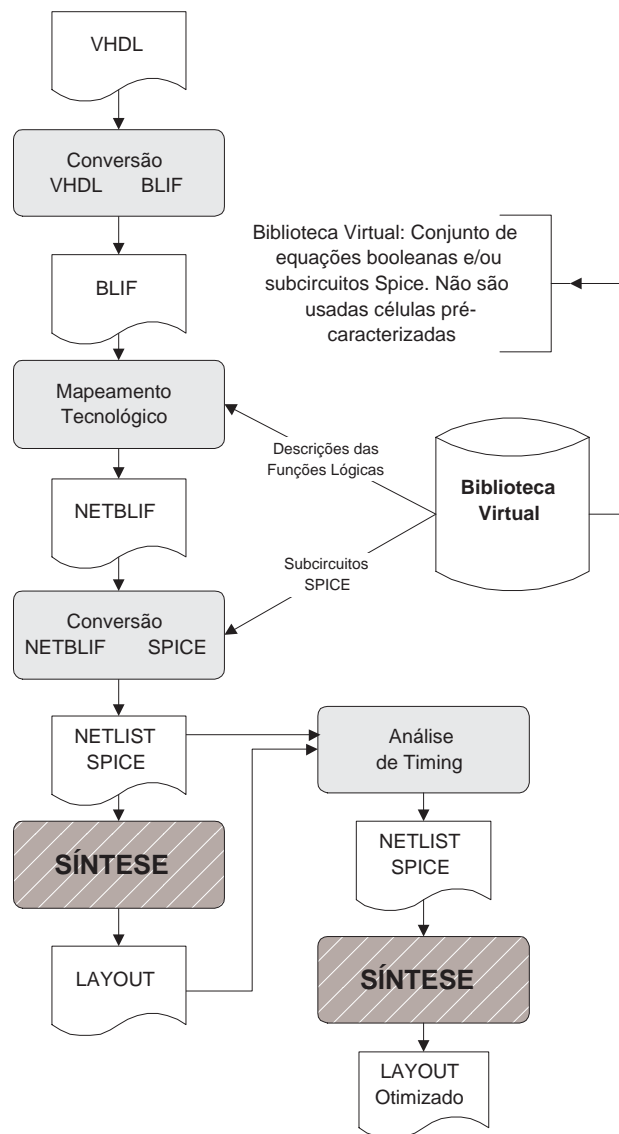 VHDL
Conversão
VHDL BLIF
BLIF
Biblioteca Virtual: Conjunto de
equações booleanas e/ou
subcircuitos Spice. Não são
usadas células pré-
caracterizadas
Mapeamento
Tecnológico
Descrições das
Funções Lógicas
Biblioteca
Virtual
NETBLIF
Subcircuitos
SPICE
Conversão
NETBLIF SPICE
NETLIST
SPICE
Análise
de Timing
SÍNTESE
NETLIST
SPICE
LAYOUT
SÍNTESE
LAYOUT
Otimizado